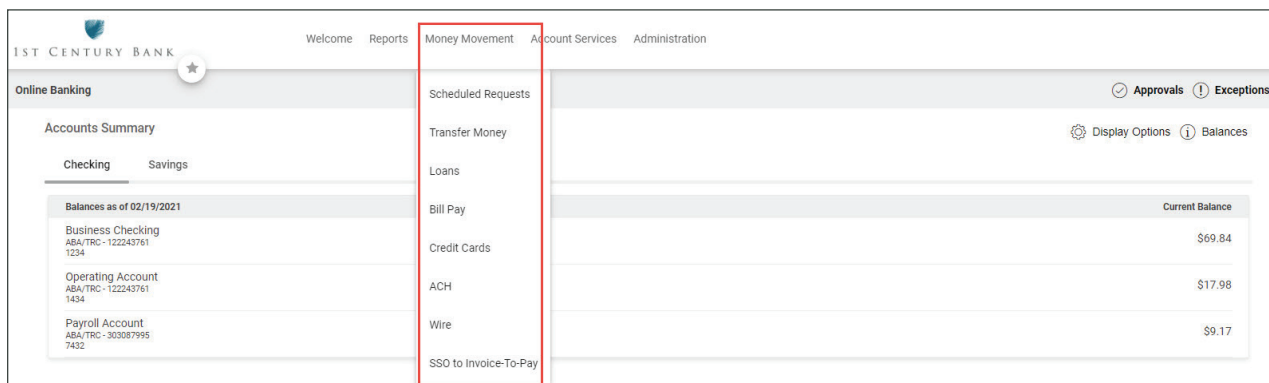 1ST CENTURY BANK
Welcome Reports Money Movement Account Services Administration
Online Banking
Approvals Exceptions
Scheduled Requests
Accounts Summary
Transfer Money
Display Options Balances
Checking Savings
Loans
Balances as of 02/19/2021
Bill Pay
Current Balance
Business Checking
ABA/TRC - 122243761
1234
$69.84
Credit Cards
Operating Account
ABA/TRC - 122243761
1434
$17.98
ACH
Payroll Account
ABA/TRC - 303087995
7432
$9.17
Wire
SSO to Invoice-To-Pay